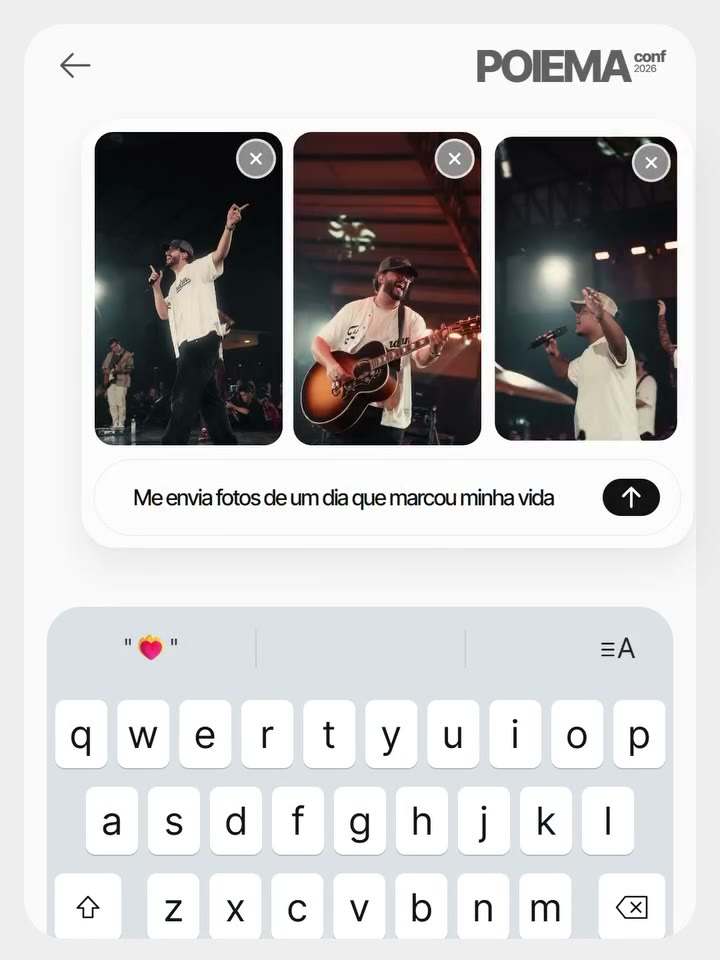 POIEMA conf
2026
Me envia fotos de um dia que marcou minha vida
"❤️‍🔥"
≡A
q w e r t y u i o p
a s d f g h j k l
z x c v b n m